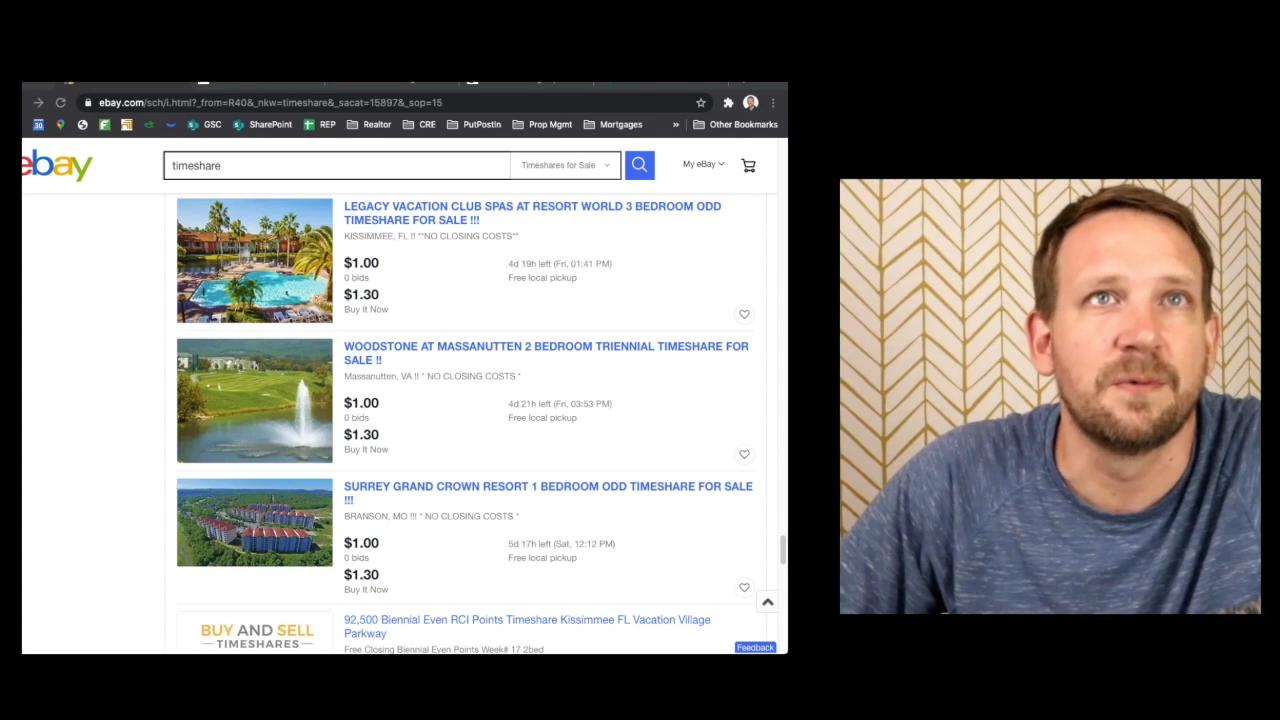 ebay.com/sch/i.html?_from=R40&_nkw=timeshare&_sacat=15897&_sop=15
30 GSC SharePoint REP Realtor CRE PutPostIn Prop Mgmt Mortgages » Other Bookmarks
ebay timeshare Timeshares for Sale My eBay
LEGACY VACATION CLUB SPAS AT RESORT WORLD 3 BEDROOM ODD
TIMESHARE FOR SALE !!!
KISSIMMEE, FL !! **NO CLOSING COSTS**
$1.00 4d 19h left (Fri, 01:41 PM)
0 bids Free local pickup
$1.30
Buy It Now
WOODSTONE AT MASSANUTTEN 2 BEDROOM TRIENNIAL TIMESHARE FOR
SALE !!
Massanutten, VA !! * NO CLOSING COSTS *
$1.00 4d 21h left (Fri, 03:53 PM)
0 bids Free local pickup
$1.30
Buy It Now
SURREY GRAND CROWN RESORT 1 BEDROOM ODD TIMESHARE FOR SALE
!!!
BRANSON, MO !!! * NO CLOSING COSTS *
$1.00 5d 17h left (Sat, 12:12 PM)
0 bids Free local pickup
$1.30
Buy It Now
92,500 Biennial Even RCI Points Timeshare Kissimmee FL Vacation Village
Parkway
Free Closing Biennial Even Points Week# 17 2bed
BUY AND SELL
TIMESHARES
Feedback